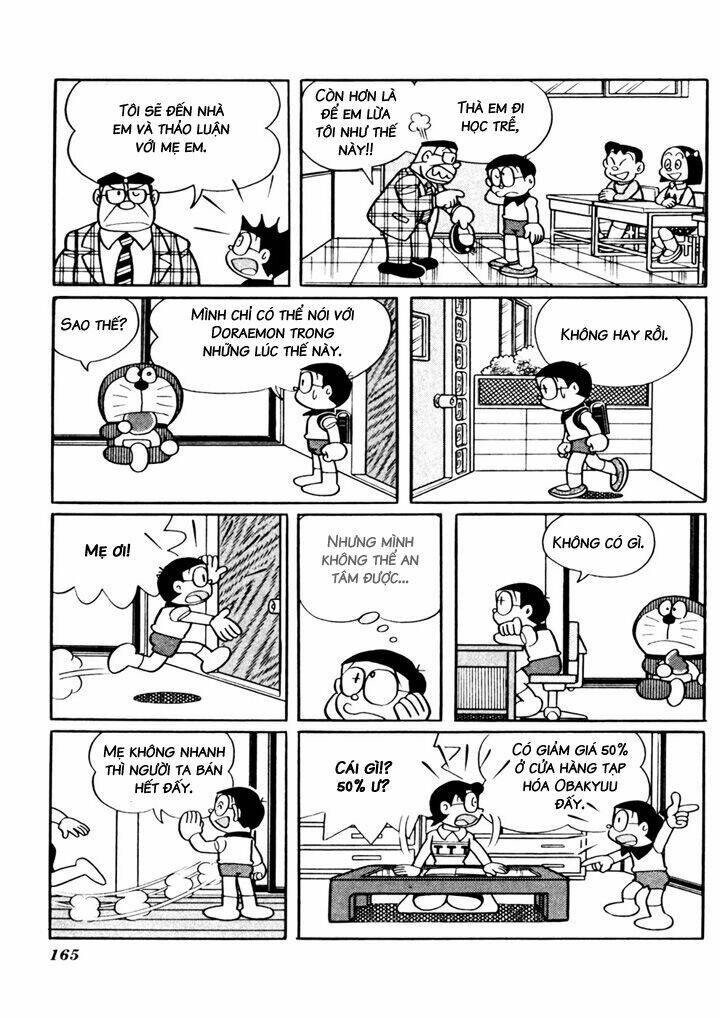 THÀ EM ĐI
HỌC TRỄ,
CÒN HƠN LÀ
ĐỂ EM LỪA
TÔI NHƯ THẾ
NÀY!!
TÔI SẼ ĐẾN NHÀ
EM VÀ THẢO LUẬN
VỚI MẸ EM.
KHÔNG HAY RỒI.
MÌNH CHỈ CÓ THỂ NÓI VỚI
DORAEMON TRONG
NHỮNG LÚC THẾ NÀY.
SAO THẾ?
KHÔNG CÓ GÌ.
NHƯNG MÌNH
KHÔNG THỂ AN
TÂM ĐƯỢC...
MẸ ƠI!
CÓ GIẢM GIÁ 50%
Ở CỬA HÀNG TẠP
HÓA OBAKYUU
ĐẤY.
CÁI GÌ!?
50% Ư?
TTT
MẸ KHÔNG NHANH
THÌ NGƯỜI TA BÁN
HẾT ĐẤY.
165